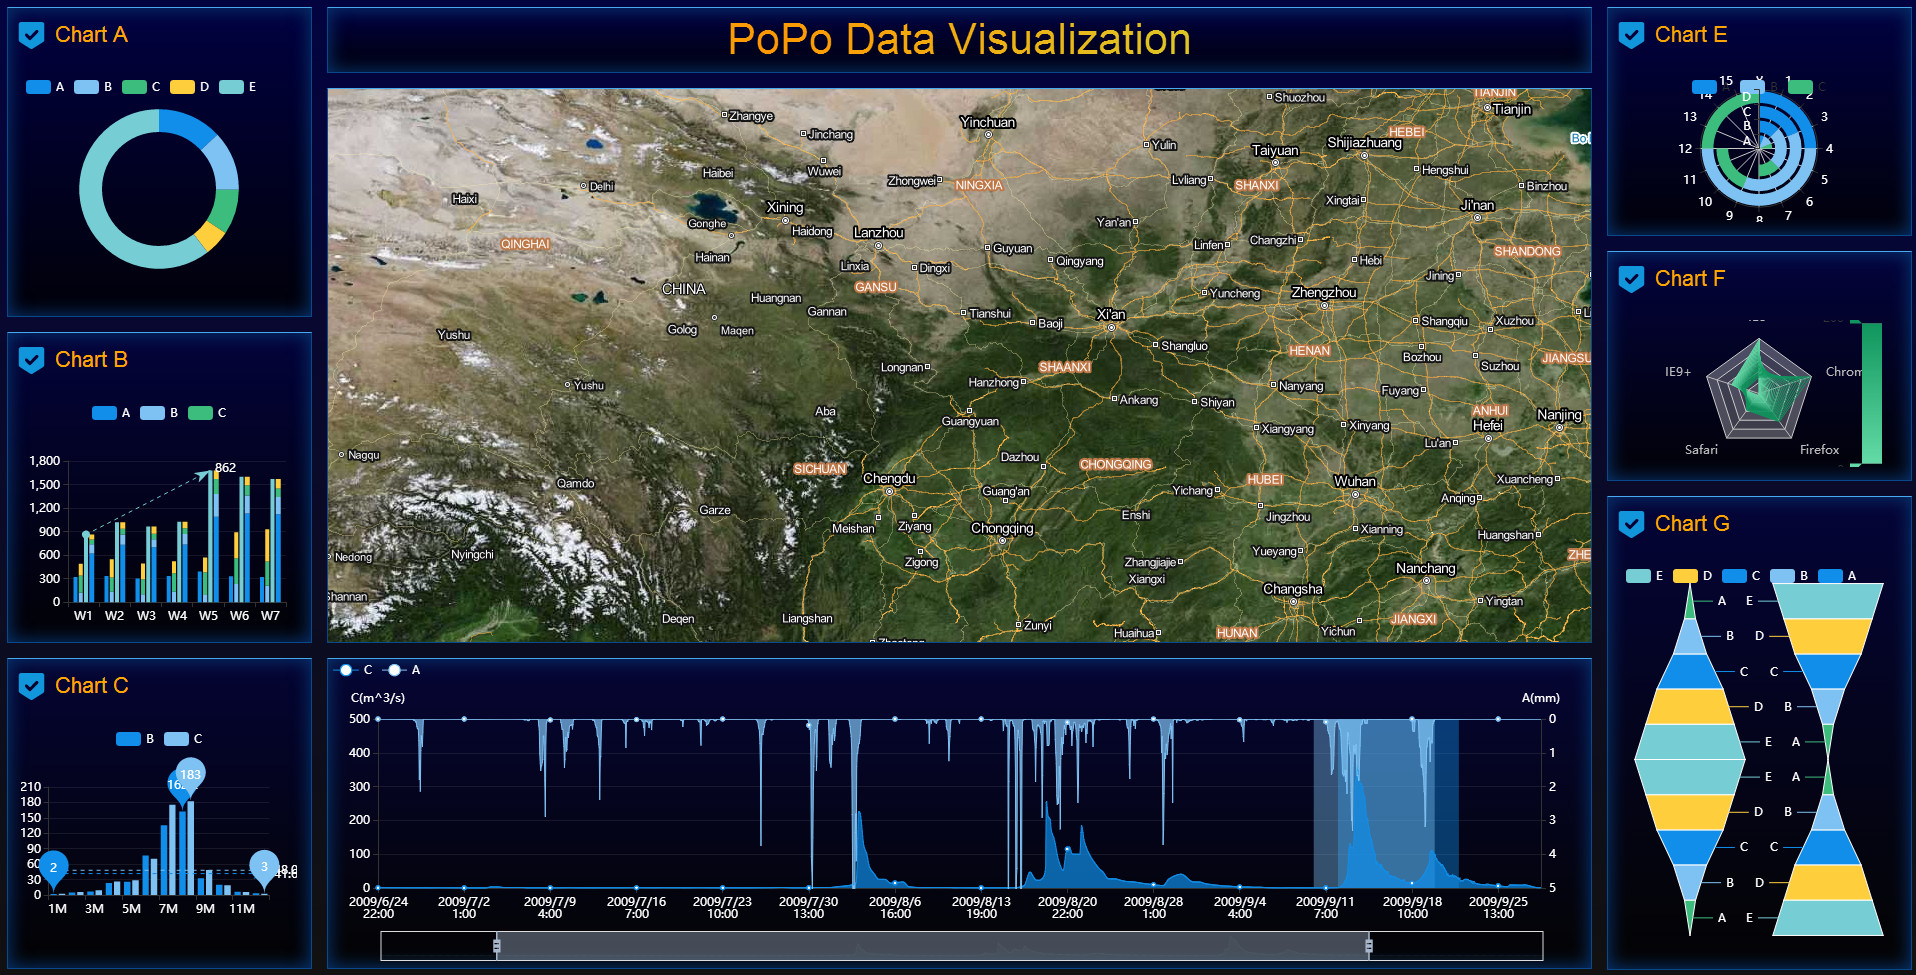 PoPo Data Visualization
Chart A
A B C D E
Chart B
A B C
1,800
1,500
1,200
900
600
300
0
862
W1 W2 W3 W4 W5 W6 W7
Chart C
B C
210
180
150
120
90
60
30
0
183
2
3
1M 3M 5M 7M 9M 11M
Shuozhou
TIANJIN
Tianjin
Zhangye
Jinchang
Yinchuan
HEBEI
Yulin
Taiyuan
Shijiazhuang
Wuwei
Haibei
Delhi
Haixi
Zhongwei
NINGXIA
Lvliang
SHANXI
Hengshui
Binzhou
Xining
Xingtai
Ji'nan
Gonghe
Haidong
Lanzhou
Yan'an
QINGHAI
Guyuan
Linfen
Changzhi
SHANDONG
Hainan
Linxia
Dingxi
Qingyang
Hebi
Jining
CHINA
GANSU
Huangnan
Gannan
Yuncheng
Zhengzhou
Tianshui
Baoji
Xi'an
Shangqiu
Xuzhou
Golog
Maqen
Yushu
Shangluo
HENAN
Bozhou
JIANGSU
Longnan
SHAANXI
Suzhou
Yushu
Hanzhong
Nanyang
Fuyang
Ankang
Shiyan
Aba
Guangyuan
ANHUI
Hefei
Nanjing
Xiangyang
Xinyang
Lu'an
Nagqu
Dazhou
SICHUAN
CHONGQING
Qamdo
Chengdu
HUBEI
Wuhan
Xuancheng
Guang'an
Yichang
Anqing
Garze
Enshi
Jingzhou
Meishan
Ziyang
Chongqing
Xianning
Huangshan
Nedong
Nyingchi
Zigong
Zhangjiajie
Yueyang
ZHE
Xiangxi
Nanchang
Changsha
Shannan
Deqen
Liangshan
Zunyi
Huaihua
HUNAN
Yichun
JIANGXI
Yingtan
C A
C(m^3/s)
A(mm)
500
400
300
200
100
0
0
1
2
3
4
5
2009/6/24 22:00
2009/7/2 1:00
2009/7/9 4:00
2009/7/16 7:00
2009/7/23 10:00
2009/7/30 13:00
2009/8/6 16:00
2009/8/13 19:00
2009/8/22 20:00
2009/8/28 1:00
2009/9/4 4:00
2009/9/11 7:00
2009/9/18 10:00
2009/9/25 13:00
Chart E
A B C
15 1
14 2
13 3
12 4
11 5
10 6
9 7
8
D
C
B
A
Chart F
IE9+
Chrom
Safari
Firefox
Chart G
E D C B A
A E
B D
C C
D B
E A
E A
D B
C C
B D
A E